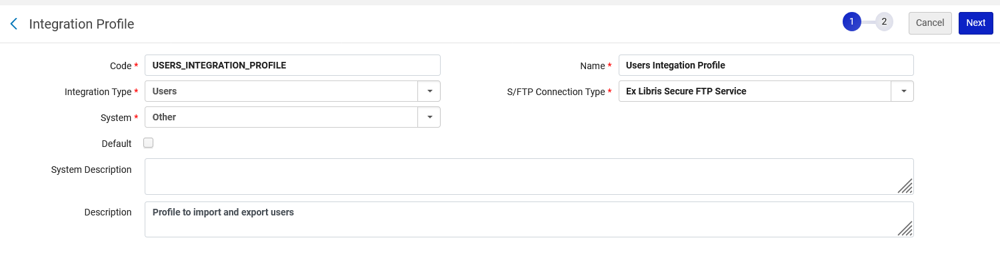 Integration Profile
1 2 Cancel Next
Code * USERS_INTEGRATION_PROFILE Name * Users Integation Profile
Integration Type * Users S/FTP Connection Type * Ex Libris Secure FTP Service
System * Other
Default
System Description
Description Profile to import and export users